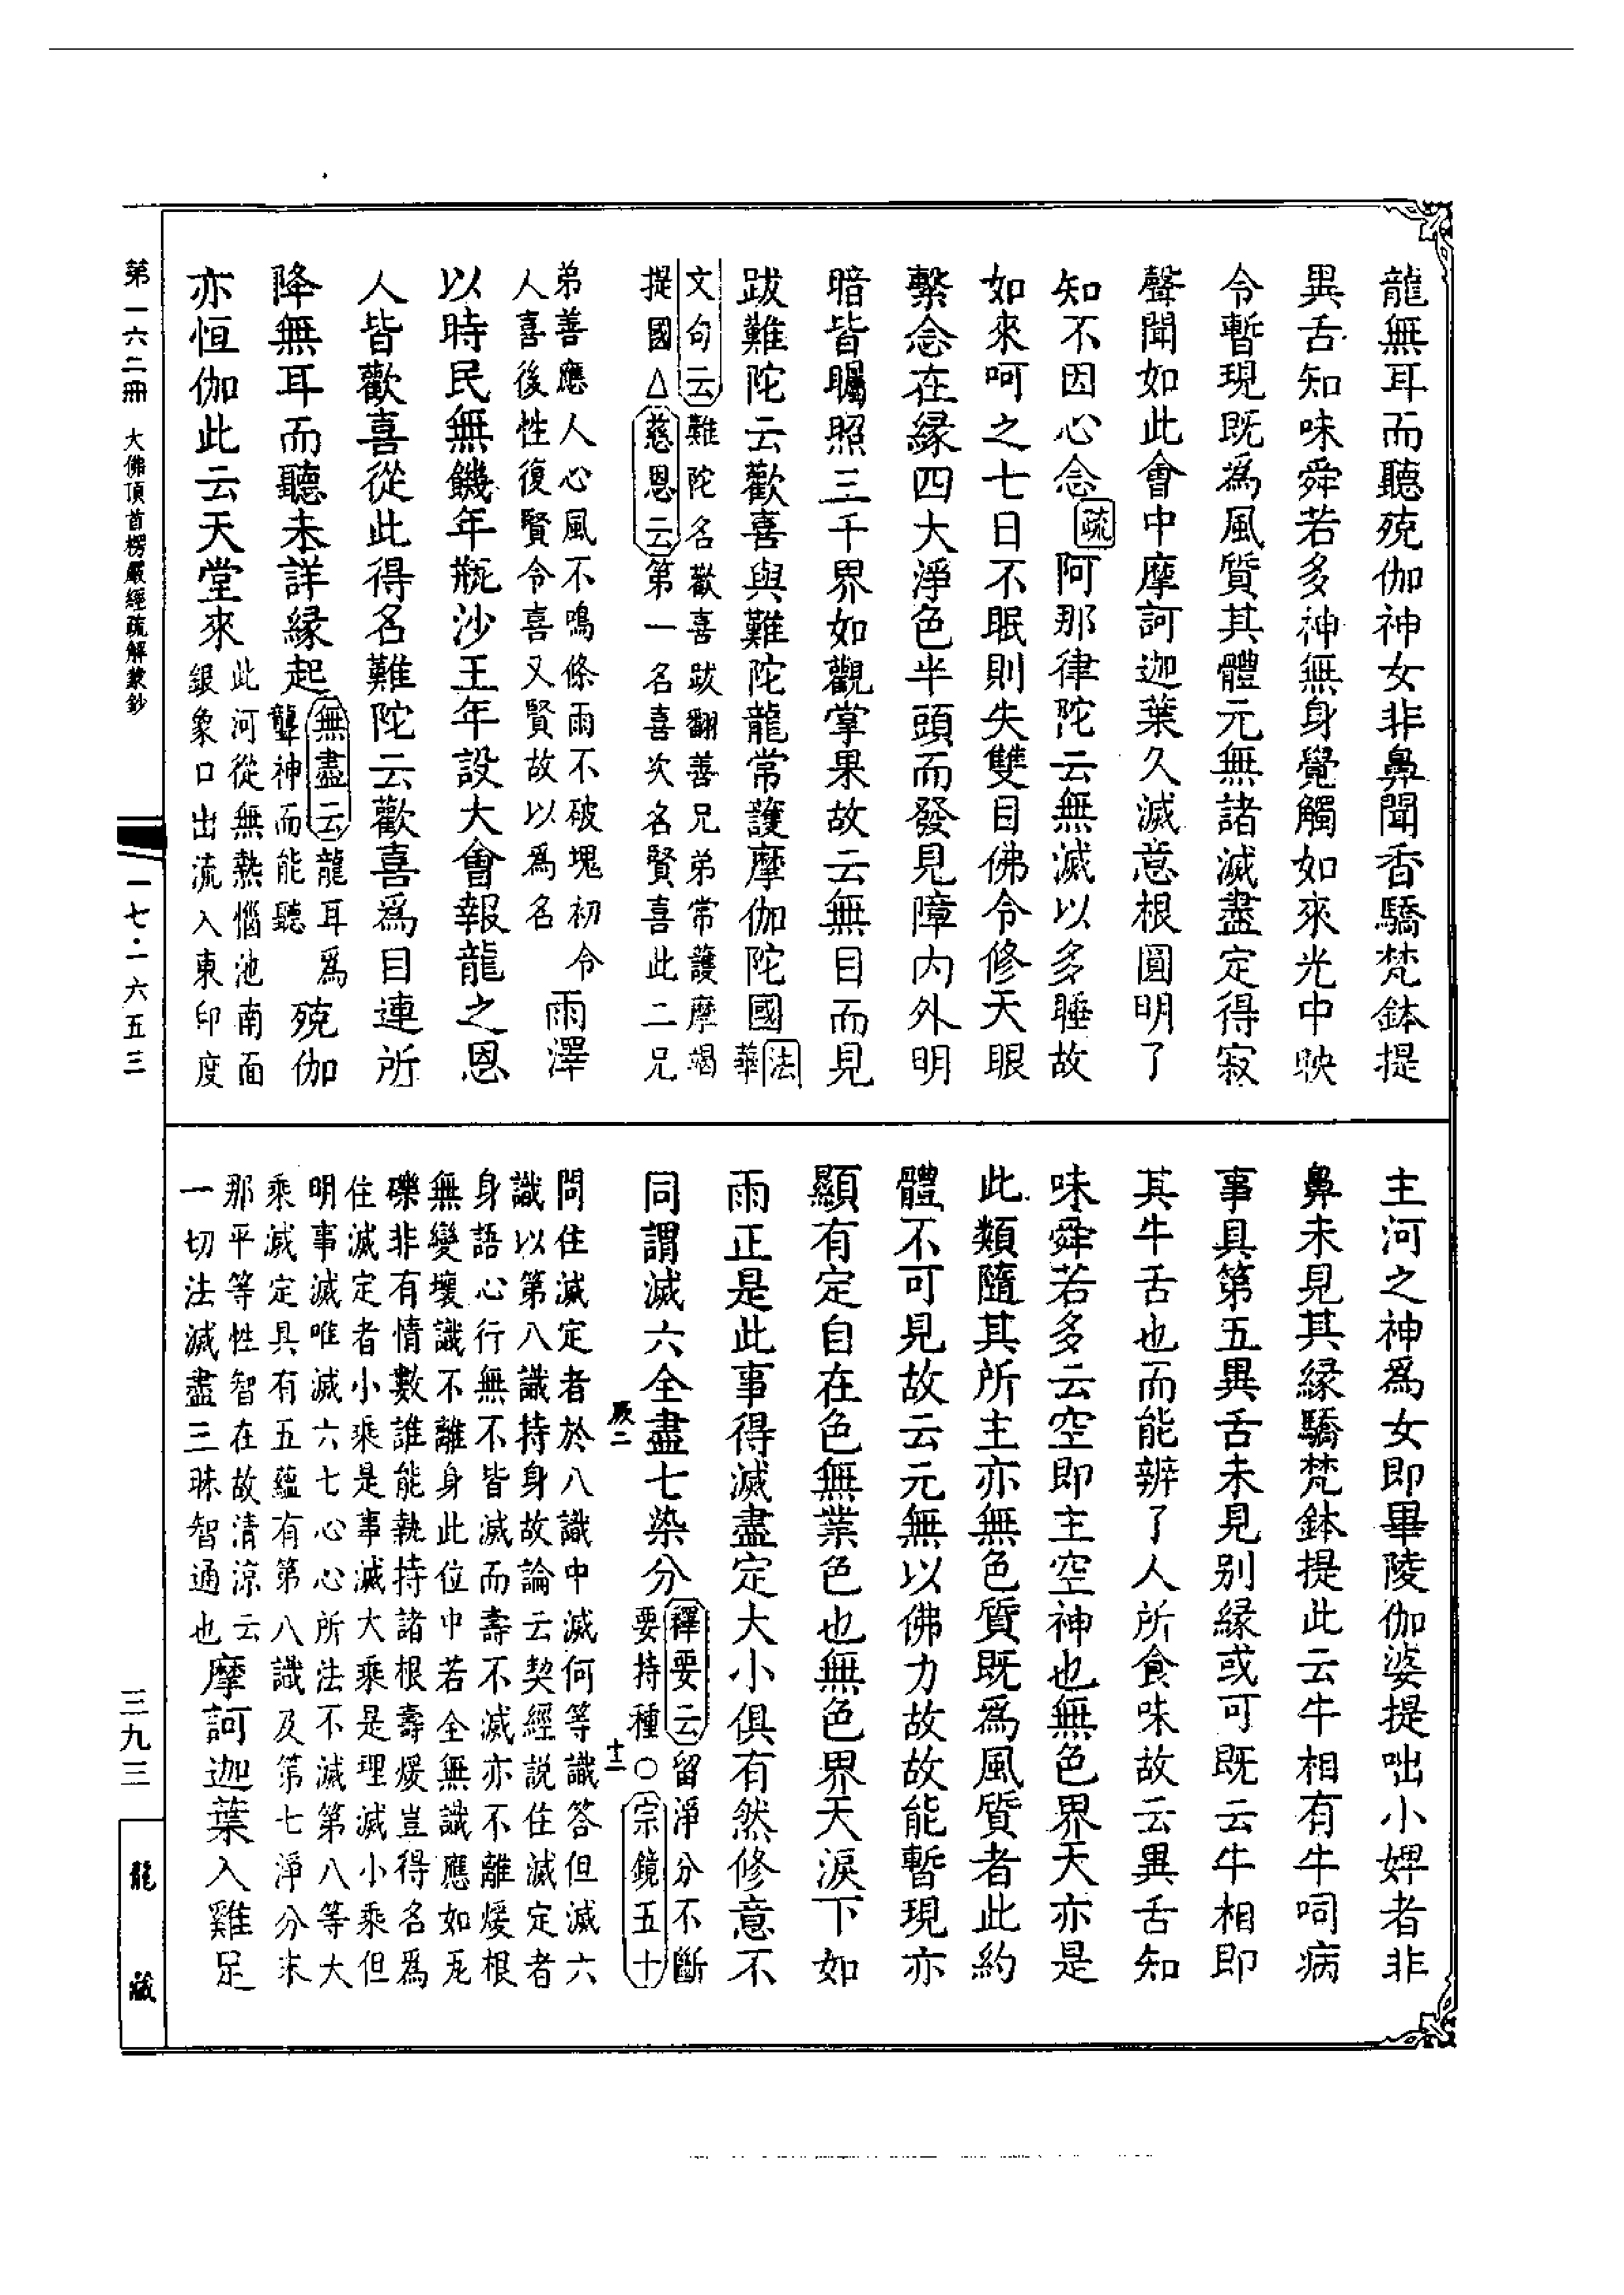 龍無耳而聽殑伽神女非鼻聞香驕梵鉢提
異舌知味舜若多神無身覺觸如來光中映
令暫現既為風質其體元無諸滅盡定得寂
聲聞如此會中摩訶迦葉久滅意根圓明了
知不因心念疏阿那律陀云無滅以多睡故
如來呵之七日不眠則失雙目佛令修天眼
繫念在緣四大淨色半頭而發見障內外明
暗皆矚照三千界如觀掌果故云無目而見
跋難陀云歡喜與難陀龍常護摩伽陀國法華
文句云難陀名歡喜跋翻善兄弟常護摩竭
提國△慈恩云第一名喜次名賢喜此二兄
弟善應人心風不鳴條雨不破塊初令
人喜後性復賢令喜又賢故以為名
雨澤
以時民無饑年瓶沙王年設大會報龍之恩
人皆歡喜從此得名難陀云歡喜為目連所
降無耳而聽未詳緣起
無盡云龍耳為
聾神而能聽
殑伽
亦恒伽此云天堂來
此河從無熱惱池南面
銀象口出流入東印度
主河之神為女即畢陵伽婆提咄小婢者非
鼻未見其緣驕梵鉢提此云牛相有牛呞病
事具第五異舌未見別緣或可既云牛相即
其牛舌也而能辨了人所食味故云異舌知
味舜若多云空即主空神也無色界天亦是
此類隨其所主亦無色質既為風質者此約
體不可見故云元無以佛力故故能暫現亦
顯有定自在色無業色也無色界天淚下如
雨正是此事得滅盡定大小俱有然修意不
同謂滅六全盡七染分
釋要云留淨分不斷
要持種○宗鏡五十
問住滅定者於八識中滅何等識答但滅六
識以第八識持身故論云契經說住滅定者
身語心行無不皆滅而壽不滅亦不離煖根
無變壞識不離身此位中若全無識應如瓦
礫非有情數誰能執持諸根壽煖豈得名為
住滅定者小乘是事滅大乘是理滅小乘但
明事滅唯滅六七心心所法不滅第八等大
乘滅定具有五蘊有第八識及第七淨分末
那平等性智在故清涼云
一切法滅盡三昧智通也
摩訶迦葉入雞足
厥二
十二
第一六二冊 大佛頂首楞嚴經疏解蒙鈔
一七·一六五三
三九三
龍藏